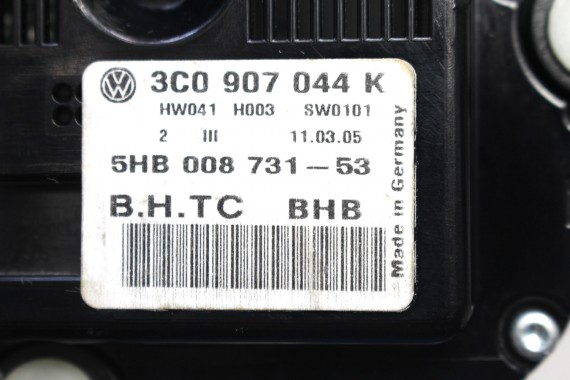 3C0 907 044 K
HW041 H003 SW0101
2 III 11.03.05
5HB 008 731-53
B.H.TC BHB
Made in Germany